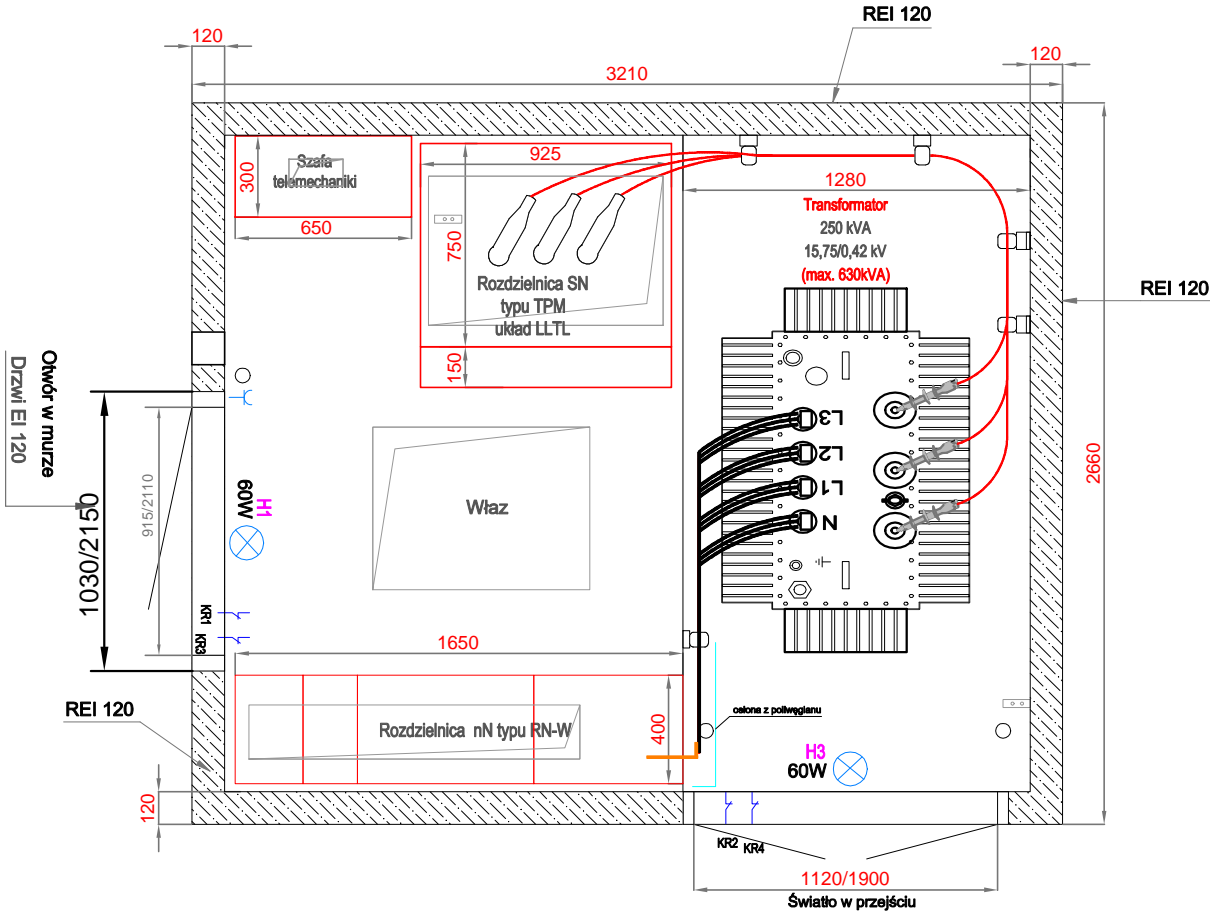 REI 120
120
120
3210
Szafa
telemechaniki
300
650
925
750
Rozdzielnica SN
typu TPM
układ LLTL
150
1280
Transformator
250 kVA
15,75/0,42 kV
(max. 630kVA)
REI 120
L3
L2
L1
N
2660
Otwór w murze
Drzwi EI 120
1030/2150
915/2110
H1
60W
Właz
KR1
KR3
1650
REI 120
Rozdzielnica nN typu RN-W
400
osłona z poliwęglanu
H3
60W
120
KR2
KR4
1120/1900
Światło w przejściu